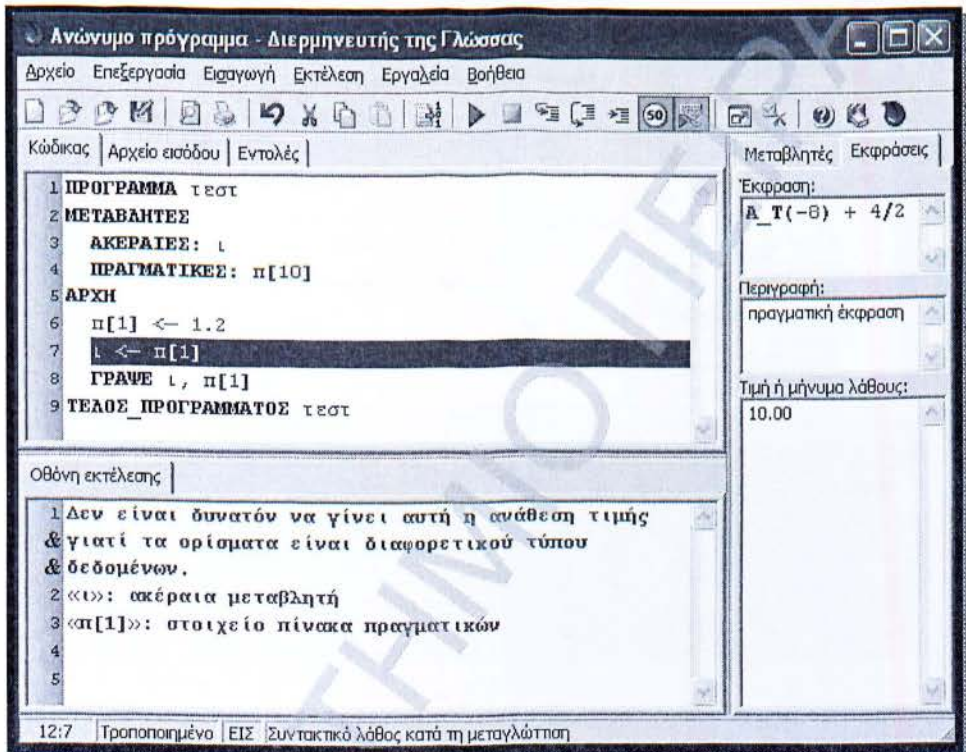 Ανώνυμο πρόγραμμα - Διερμηνευτής της Γλώσσας
Αρχείο Επεξεργασία Εισαγωγή Εκτέλεση Εργαλεία Βοήθεια
50
Κώδικας Αρχείο εισόδου Εντολές
1 ΠΡΟΓΡΑΜΜΑ τεστ
2 ΜΕΤΑΒΛΗΤΕΣ
3 ΑΚΕΡΑΙΕΣ: ι
4 ΠΡΑΓΜΑΤΙΚΕΣ: π[10]
5 ΑΡΧΗ
6 π[1] <- 1.2
7 ι <- π[1]
8 ΓΡΑΨΕ ι, π[1]
9 ΤΕΛΟΣ_ΠΡΟΓΡΑΜΜΑΤΟΣ τεστ
Μεταβλητές Εκφράσεις
Έκφραση:
Α_Τ(-8) + 4/2
Περιγραφή:
πραγματική έκφραση
Τιμή ή μήνυμα λάθους:
10.00
Οθόνη εκτέλεσης
1 Δεν είναι δυνατόν να γίνει αυτή η ανάθεση τιμής
& γιατί τα ορίσματα είναι διαφορετικού τύπου
& δεδομένων.
2 «ι»: ακέραια μεταβλητή
3 «π[1]»: στοιχείο πίνακα πραγματικών
4
5
12:7 Τροποποιημένο ΕΙΣ Συντακτικό λάθος κατά τη μεταγλώττιση